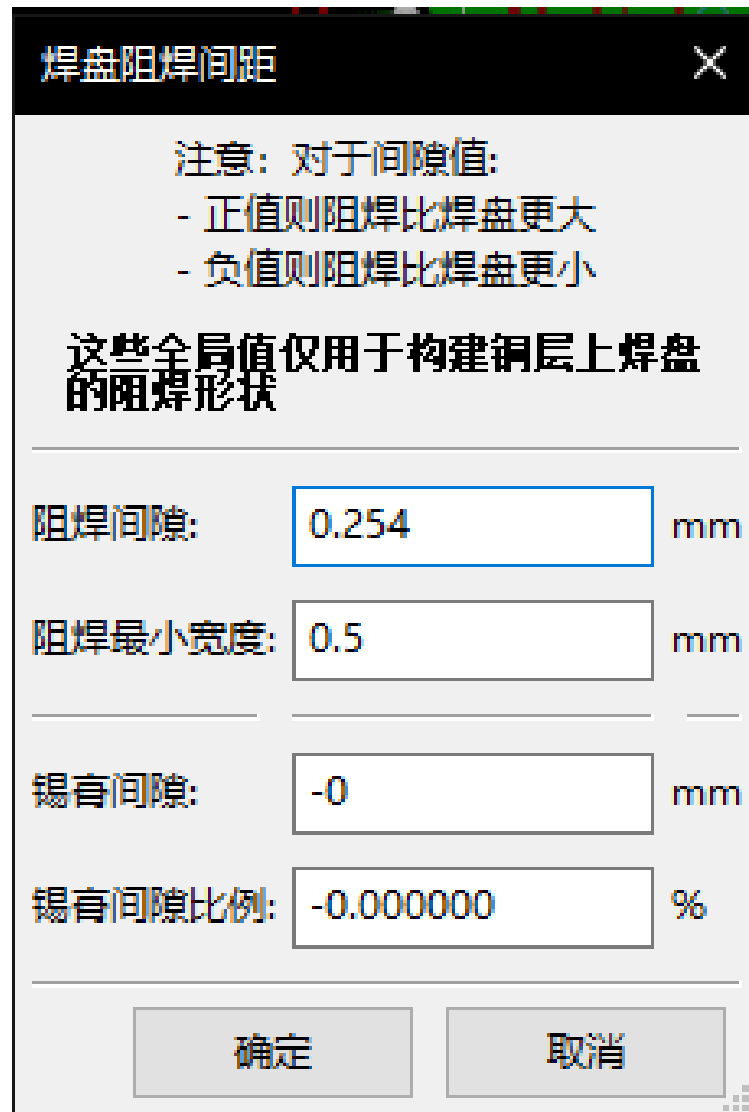 焊盘阻焊间距
注意：对于间隙值:
- 正值则阻焊比焊盘更大
- 负值则阻焊比焊盘更小
这些全局值仅用于构建铜层上焊盘
的阻焊形状
阻焊间隙: 0.254 mm
阻焊最小宽度: 0.5 mm
锡膏间隙: -0 mm
锡膏间隙比例: -0.000000 %
确定 取消